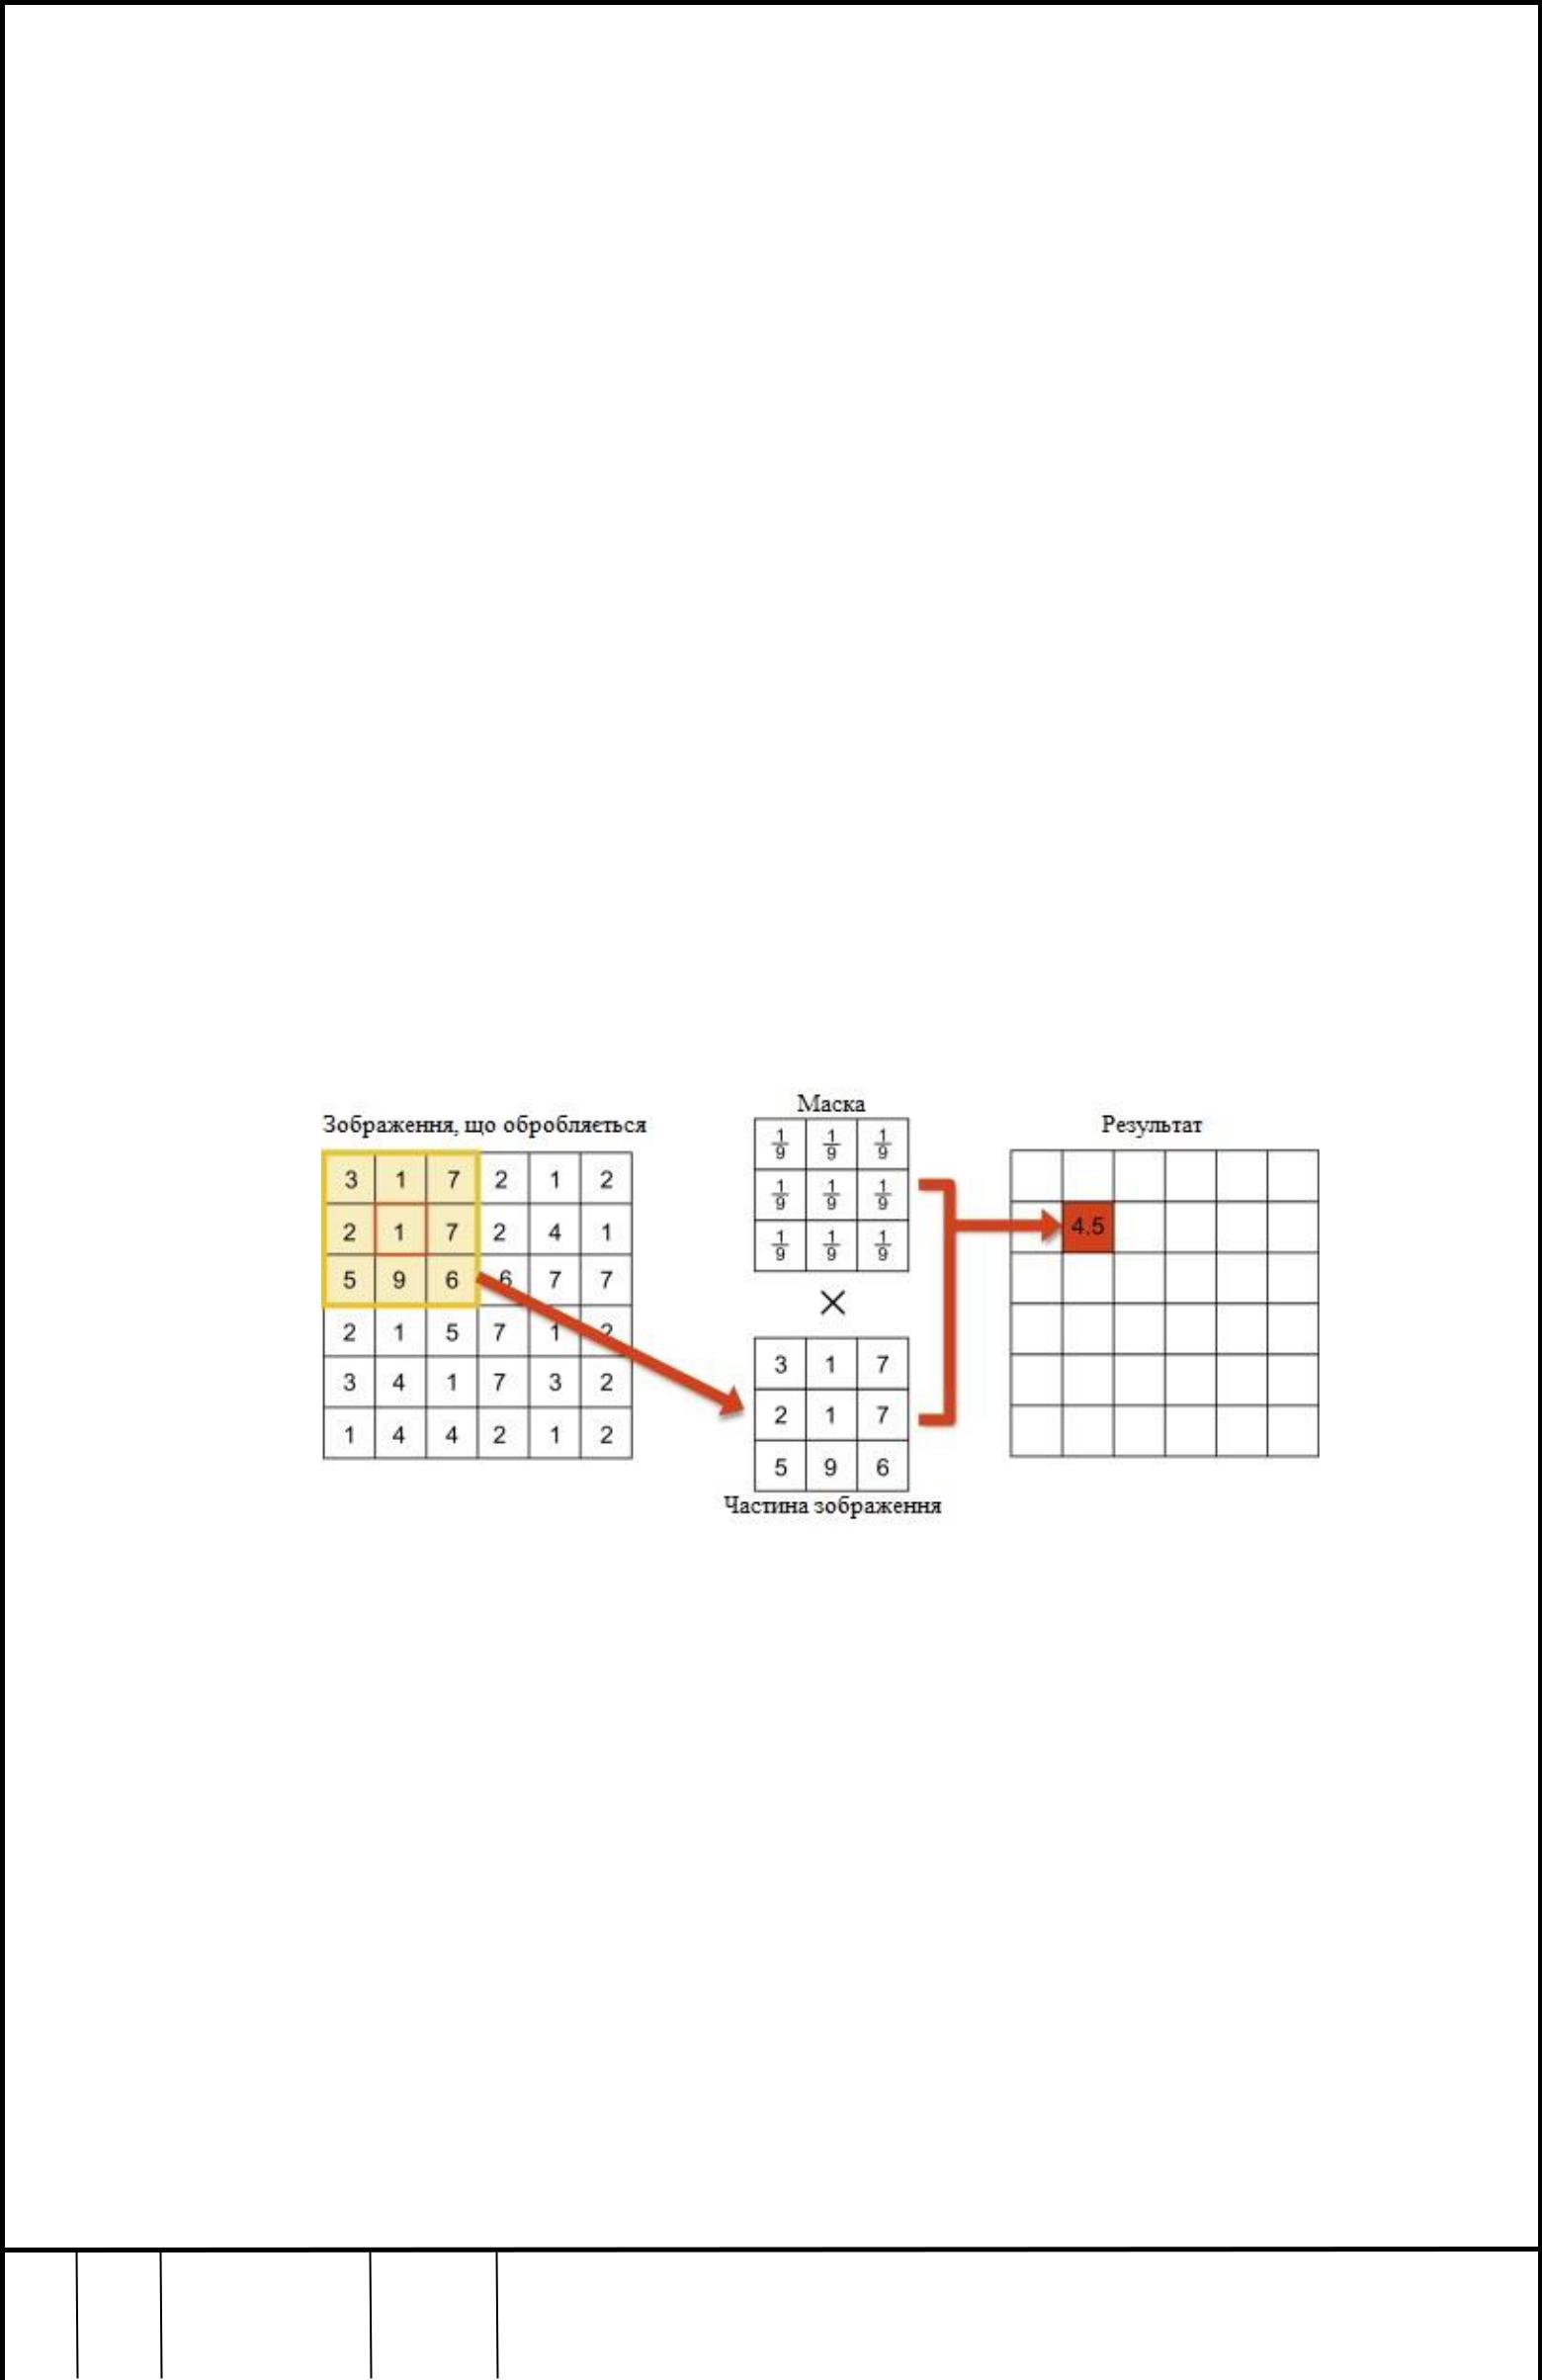 Маска
Зображення, що обробляється
Результат
1/9 1/9 1/9
1/9 1/9 1/9
1/9 1/9 1/9
3 1 7 2 1 2
2 1 7 2 4 1
5 9 6 6 7 7
2 1 5 7 1 2
3 4 1 7 3 2
1 4 4 2 1 2
×
3 1 7
2 1 7
5 9 6
Частина зображення
4.5